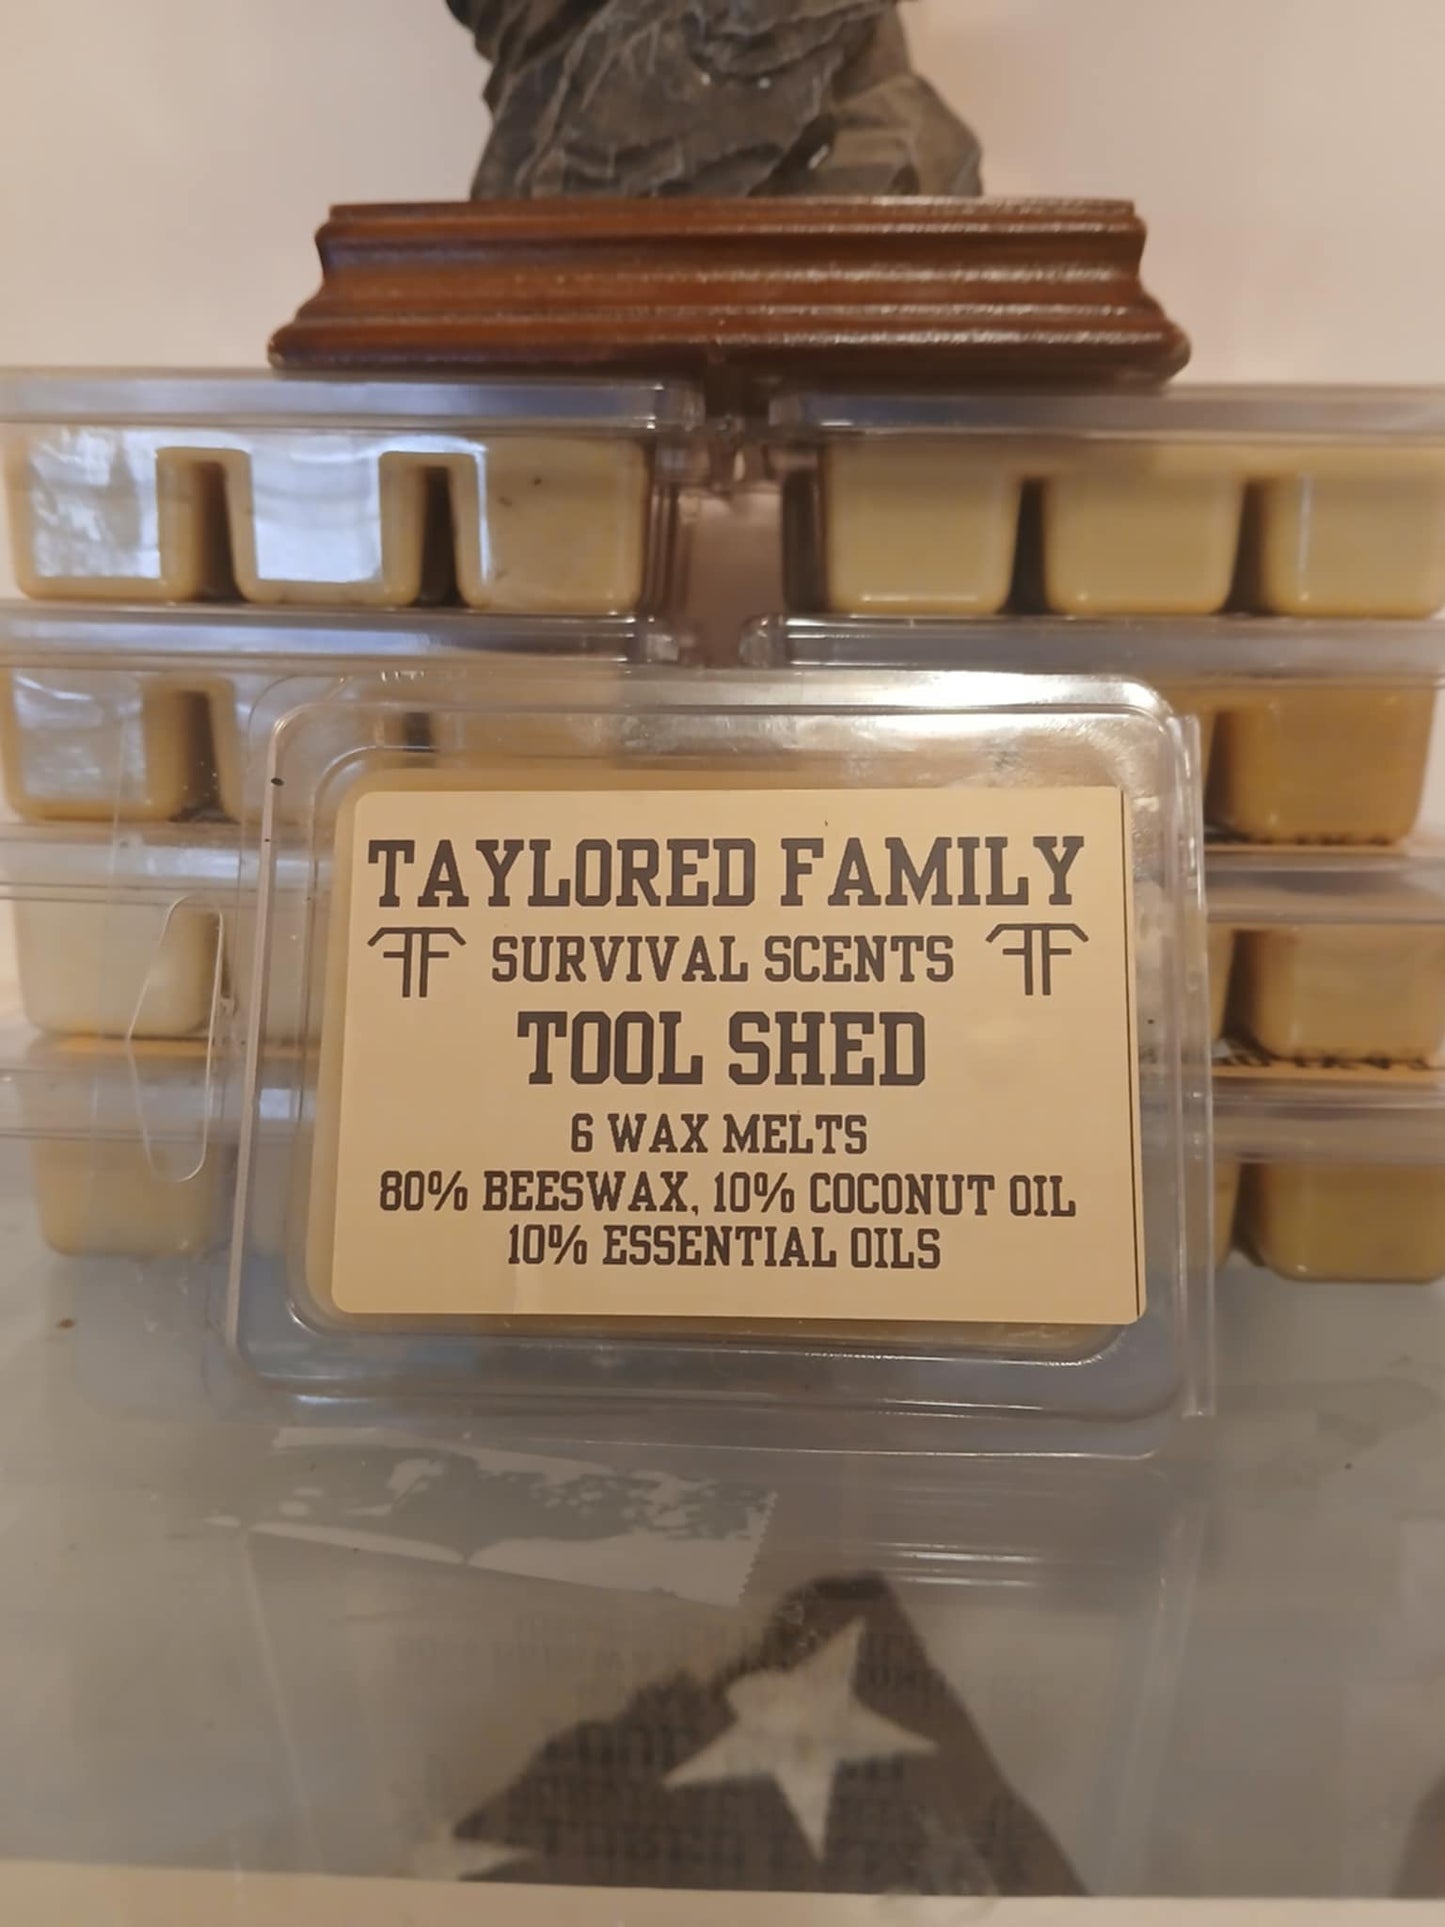 TAYLORED FAMILY
SURVIVAL SCENTS
TOOL SHED
6 WAX MELTS
80% BEESWAX, 10% COCONUT OIL
10% ESSENTIAL OILS